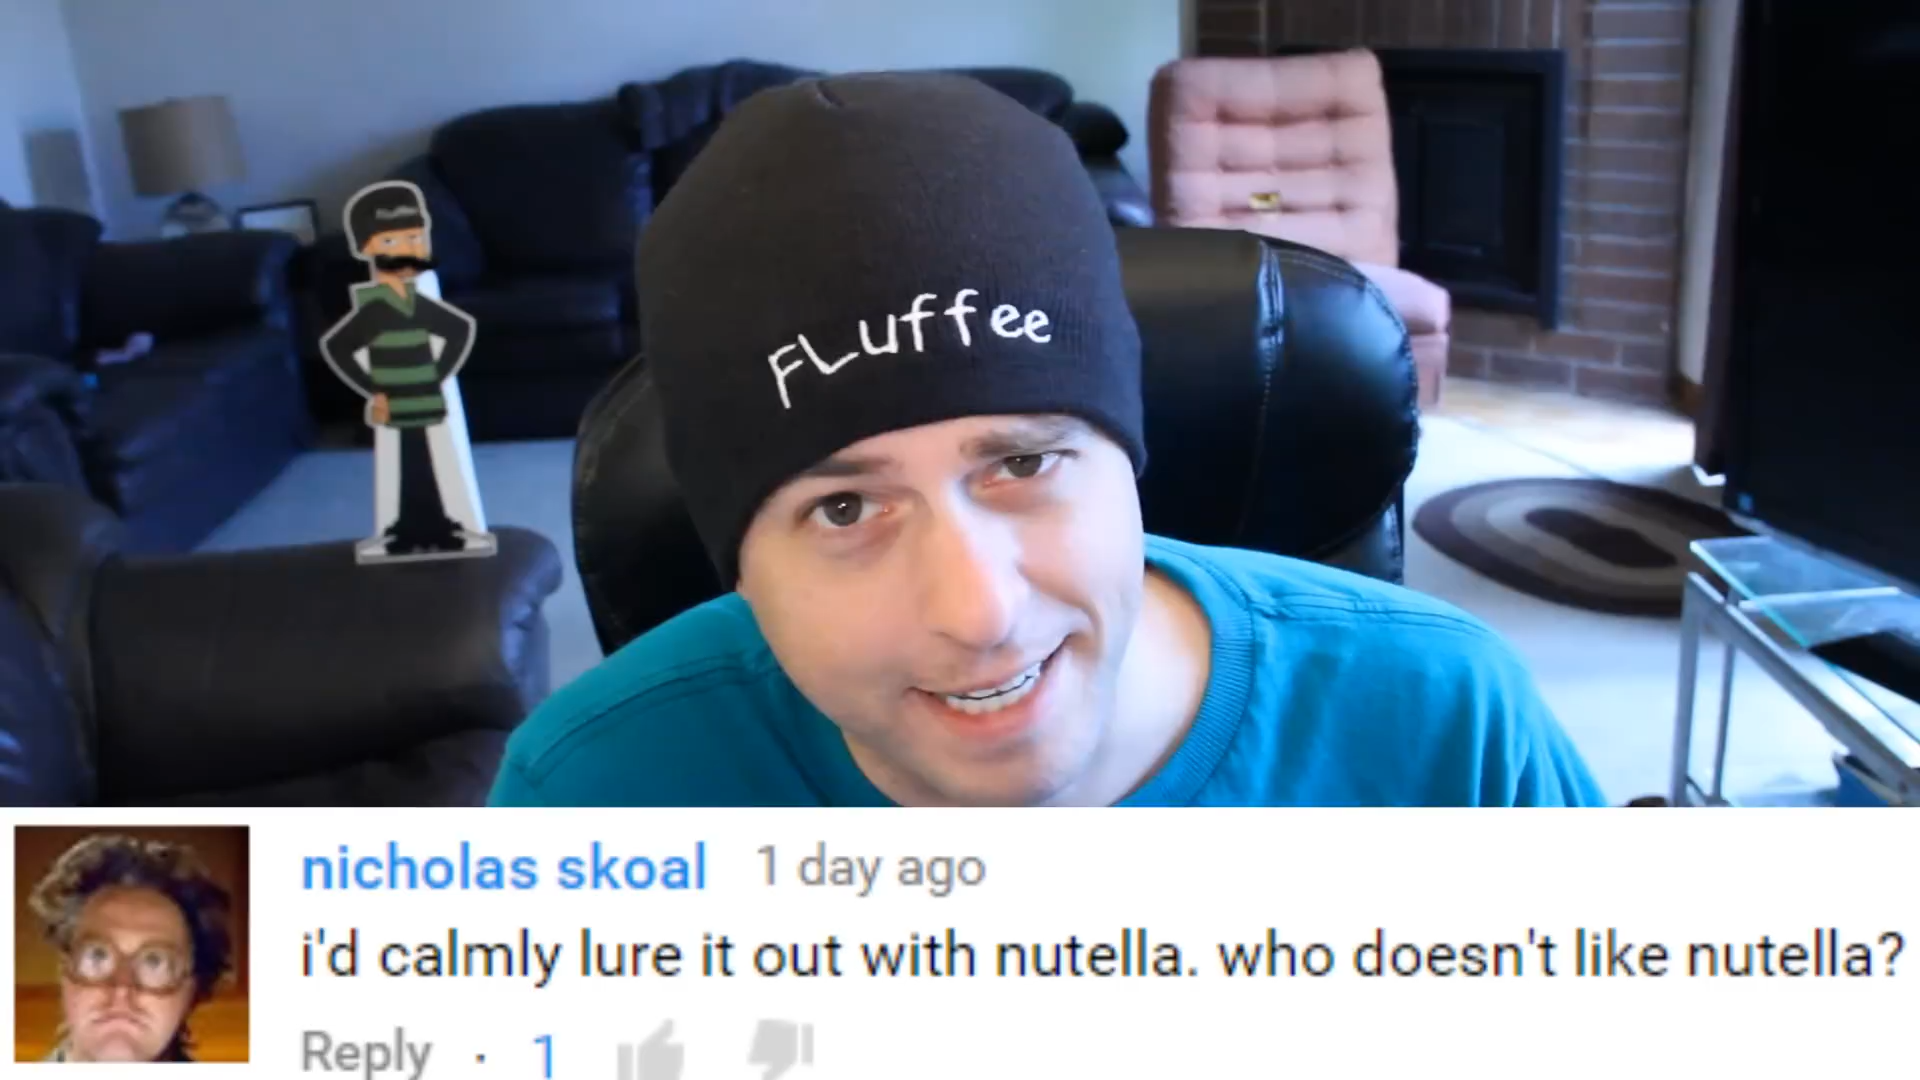 FLuffee
nicholas skoal 1 day ago
i'd calmly lure it out with nutella. who doesn't like nutella?
Reply · 1